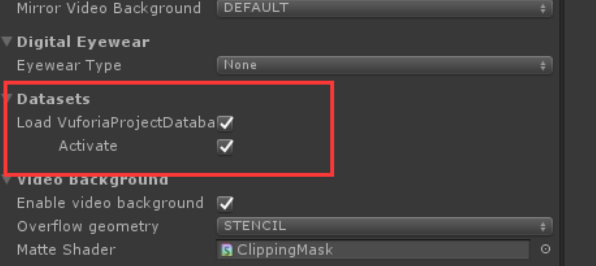 Mirror Video Background DEFAULT
Digital Eyewear
Eyewear Type None
Datasets
Load VuforiaProjectDataba
Activate
Video Background
Enable video background
Overflow geometry STENCIL
Matte Shader ClippingMask